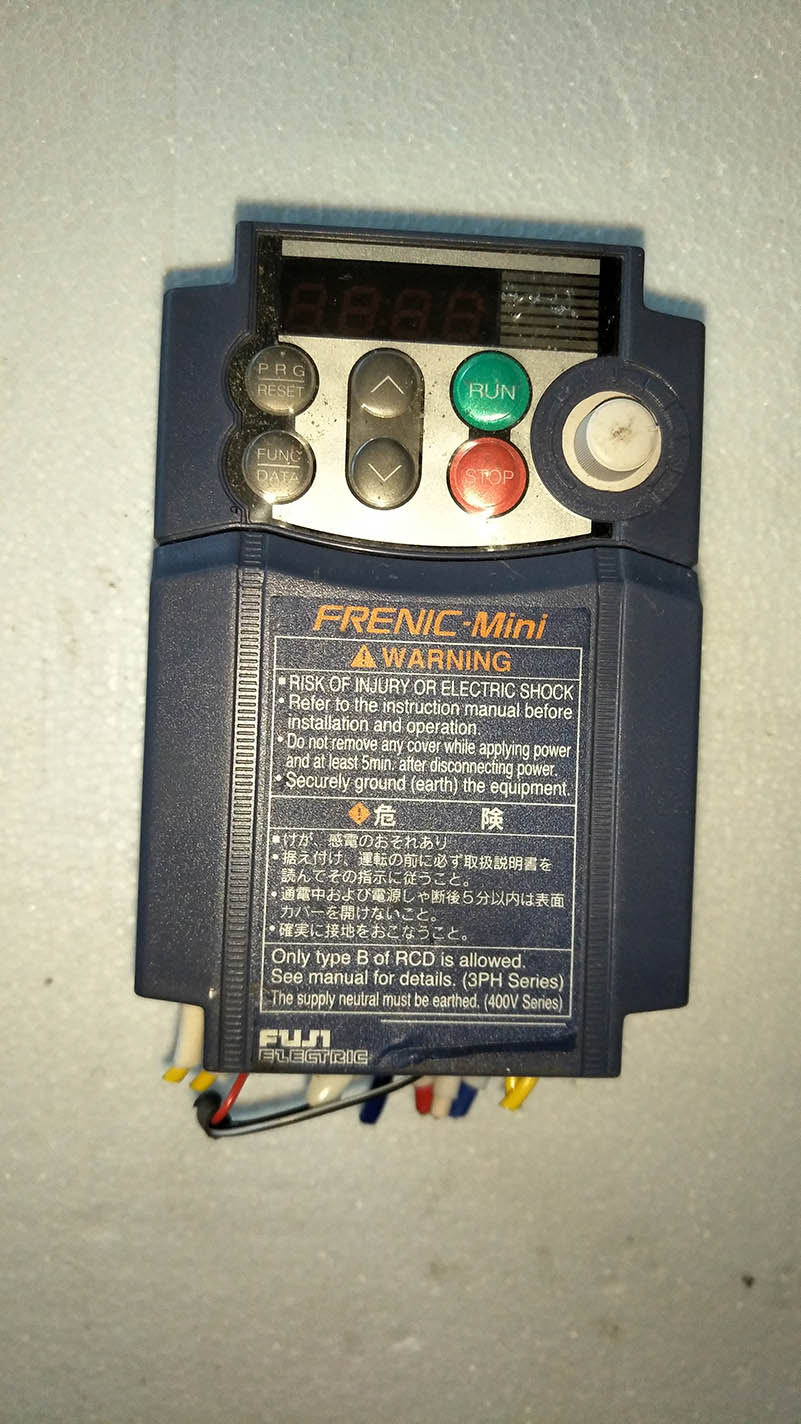 PRG
RESET
RUN
FUNC
DATA
STOP
FRENIC-Mini
WARNING
RISK OF INJURY OR ELECTRIC SHOCK
Refer to the instruction manual before
installation and operation.
Do not remove any cover while applying power
and at least 5min. after disconnecting power.
Securely ground (earth) the equipment.
危 険
けが、感電のおそれあり
据え付け、運転の前に必ず取扱説明書を
読んでその指示に従うこと。
通電中および電源しゃ断後5分以内は表面
カバーを開けないこと。
確実に接地をおこなうこと。
Only type B of RCD is allowed.
See manual for details. (3PH Series)
The supply neutral must be earthed. (400V Series)
FUJI
ELECTRIC